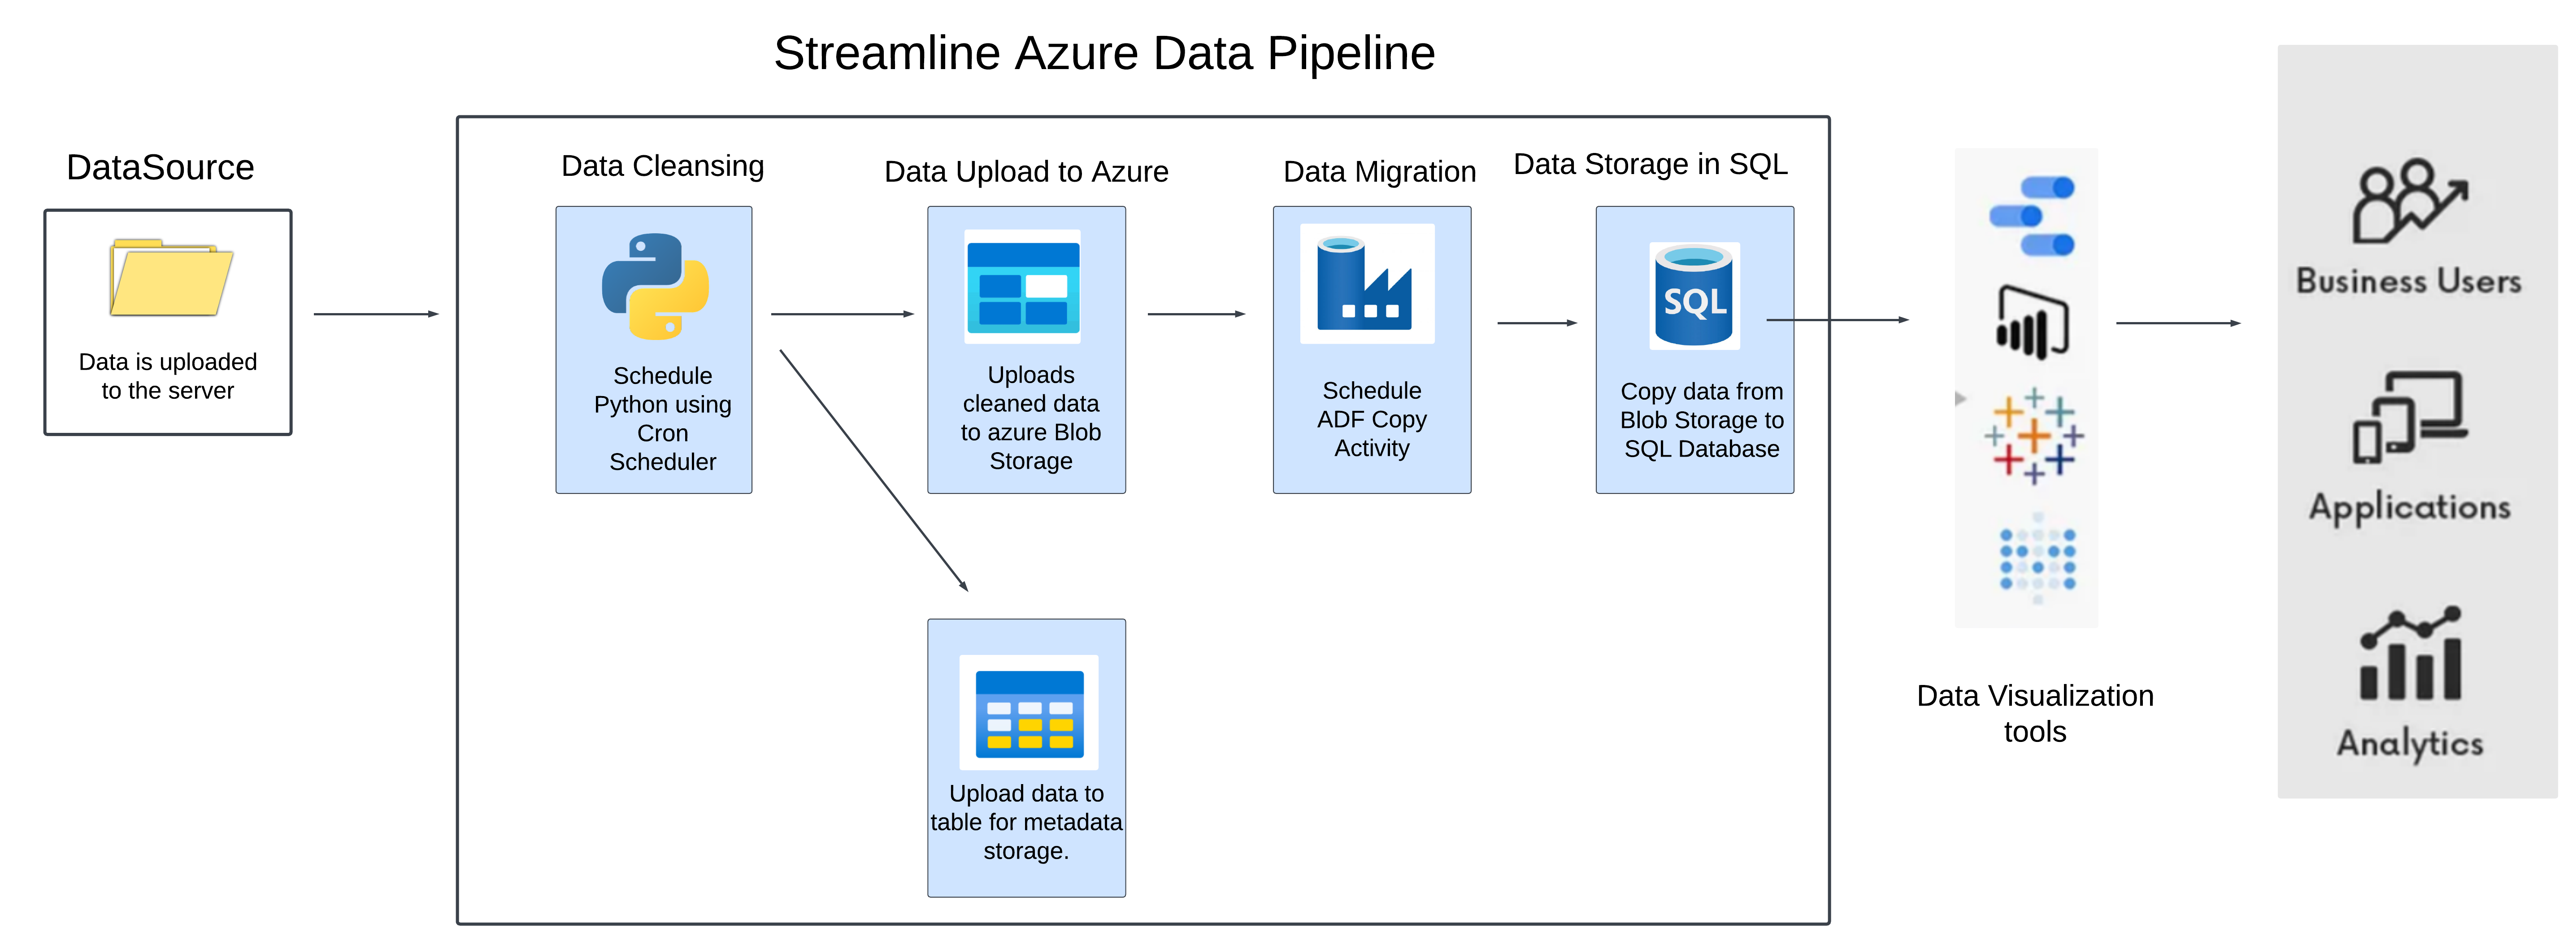 Streamline Azure Data Pipeline
DataSource
Data is uploaded
to the server
Data Cleansing
Schedule
Python using
Cron
Scheduler
Data Upload to Azure
Uploads
cleaned data
to azure Blob
Storage
Upload data to
table for metadata
storage.
Data Migration
Schedule
ADF Copy
Activity
Data Storage in SQL
SQL
Copy data from
Blob Storage to
SQL Database
Data Visualization
tools
Business Users
Applications
Analytics